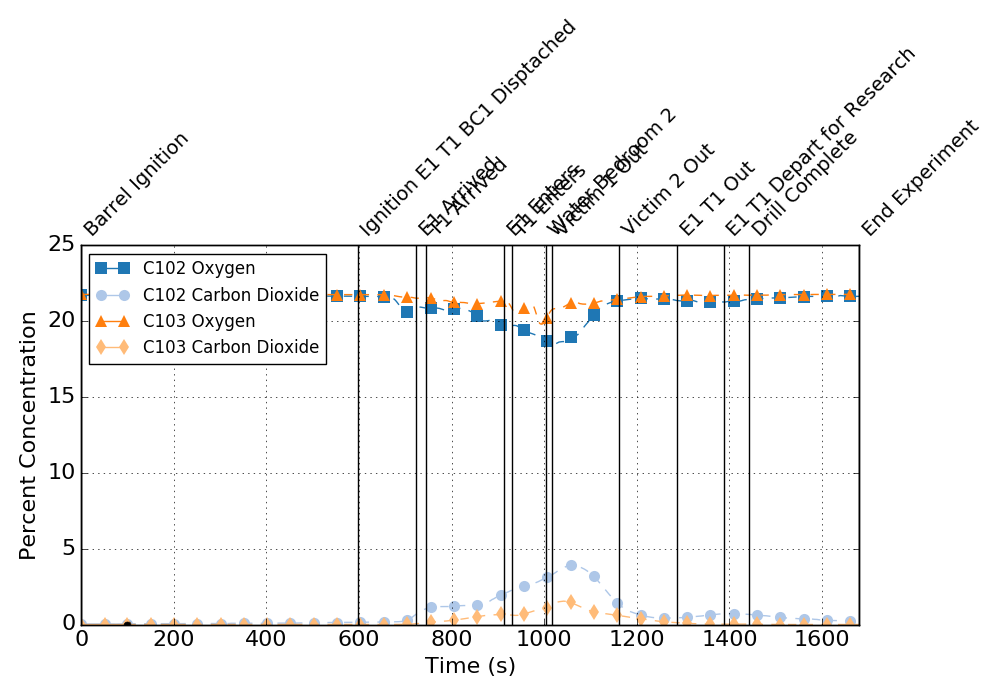 Barrel Ignition
Ignition E1 T1 BC1 Disptached
E1 Arrived
T1 Arrived
E1 Enters
T1 Enters
Water Bedroom 2
Victim 1 Out
Victim 2 Out
E1 T1 Out
E1 T1 Depart for Research
Drill Complete
End Experiment
25
20
15
10
5
0
Percent Concentration
C102 Oxygen
C102 Carbon Dioxide
C103 Oxygen
C103 Carbon Dioxide
0 200 400 600 800 1000 1200 1400 1600
Time (s)